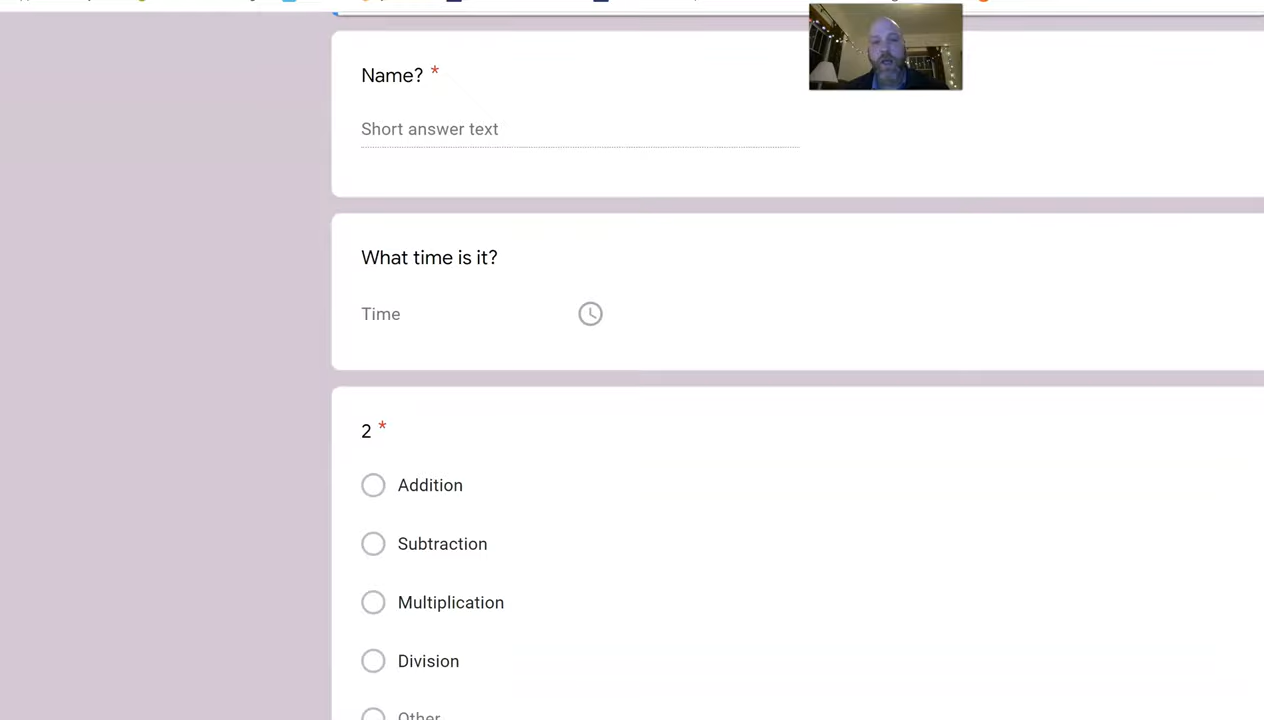 Name? *
Short answer text
What time is it?
Time
2 *
Addition
Subtraction
Multiplication
Division
Other